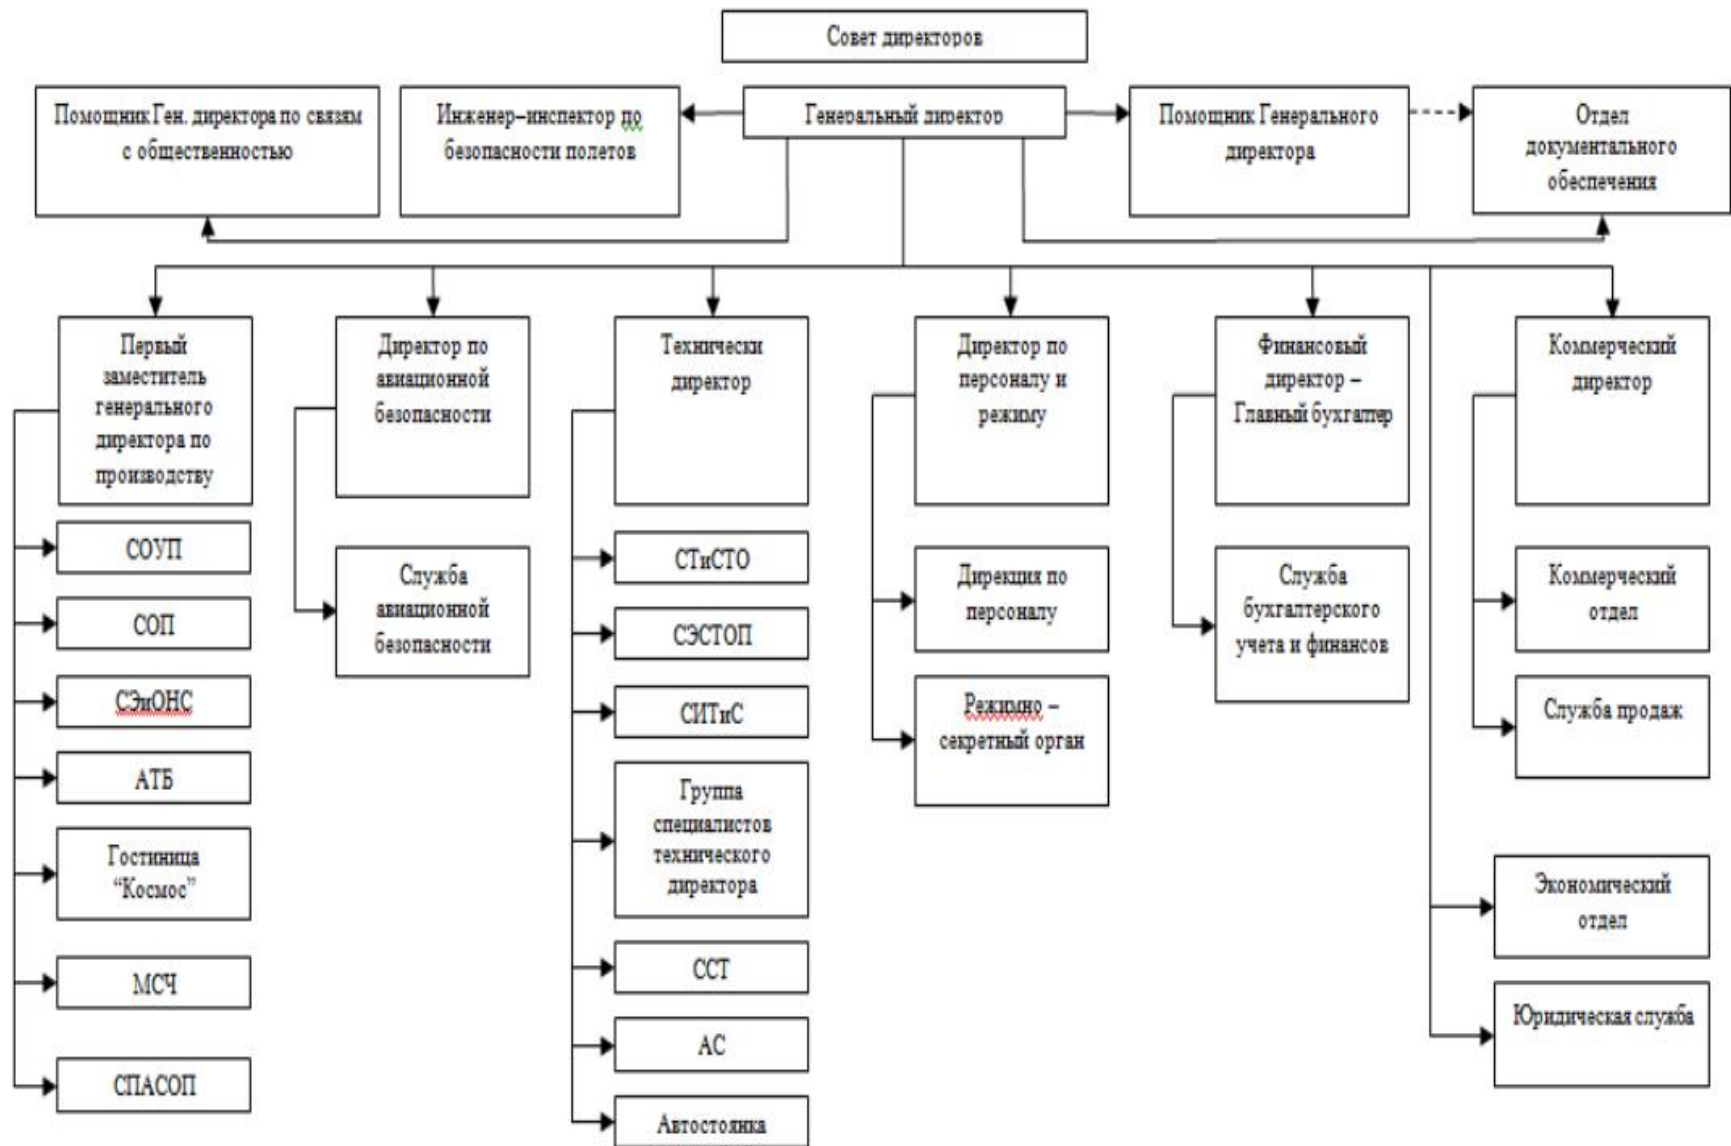 Совет директоров
Помощник Ген. директора по связям
с общественностью
Инженер–инспектор по
безопасности полетов
Генеральный директор
Помощник Генерального
директора
Отдел
документального
обеспечения
Первый
заместитель
генерального
директора по
производству
Директор по
авиационной
безопасности
Технически
директор
Директор по
персоналу и
режиму
Финансовый
директор –
Главный бухгалтер
Коммерческий
директор
СОУП
СОП
СЭиОНС
АТБ
Гостиница
“Космос”
МСЧ
СПАСОП
Служба
авиационной
безопасности
СТиСТО
СЭСТОП
СИТиС
Группа
специалистов
технического
директора
ССТ
АС
Автостоянка
Дирекция по
персоналу
Режимно –
секретный орган
Служба
бухгалтерского
учета и финансов
Коммерческий
отдел
Служба продаж
Экономический
отдел
Юридическая служба